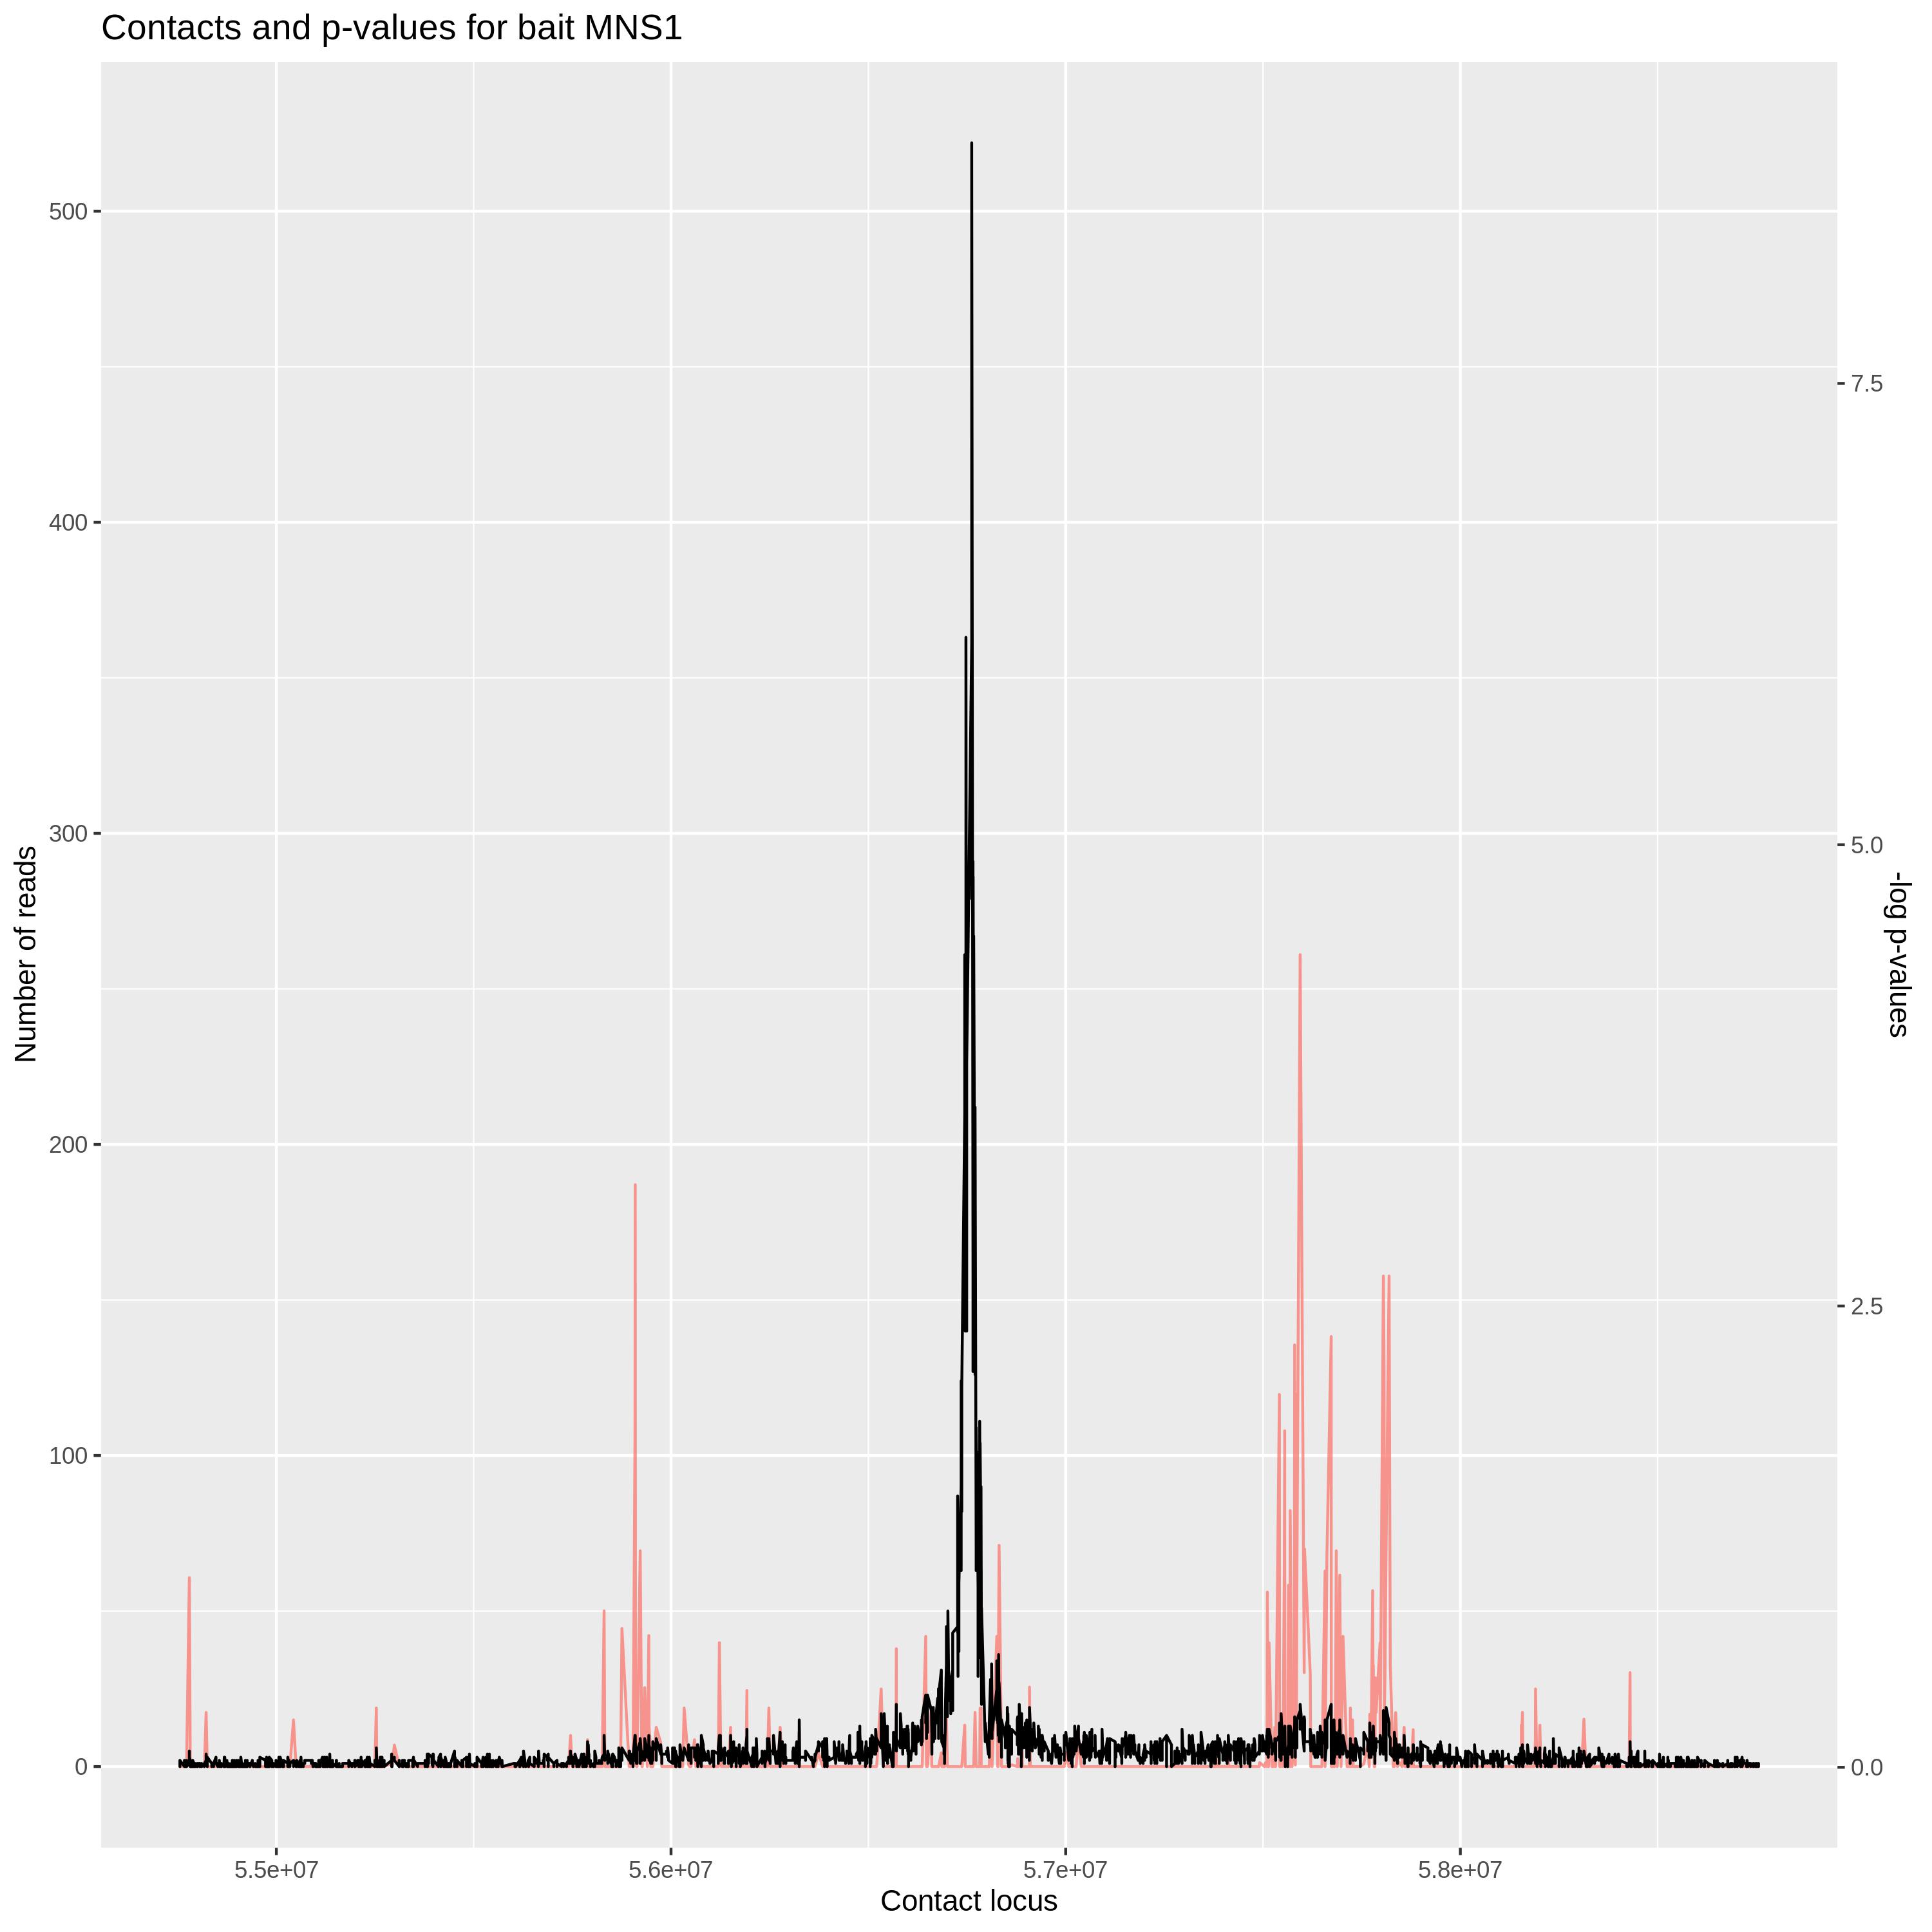 Contacts and p-values for bait MNS1
500
400
300
200
100
0
Number of reads
7.5
5.0
2.5
0.0
-log p-values
5.5e+07
5.6e+07
5.7e+07
5.8e+07
Contact locus